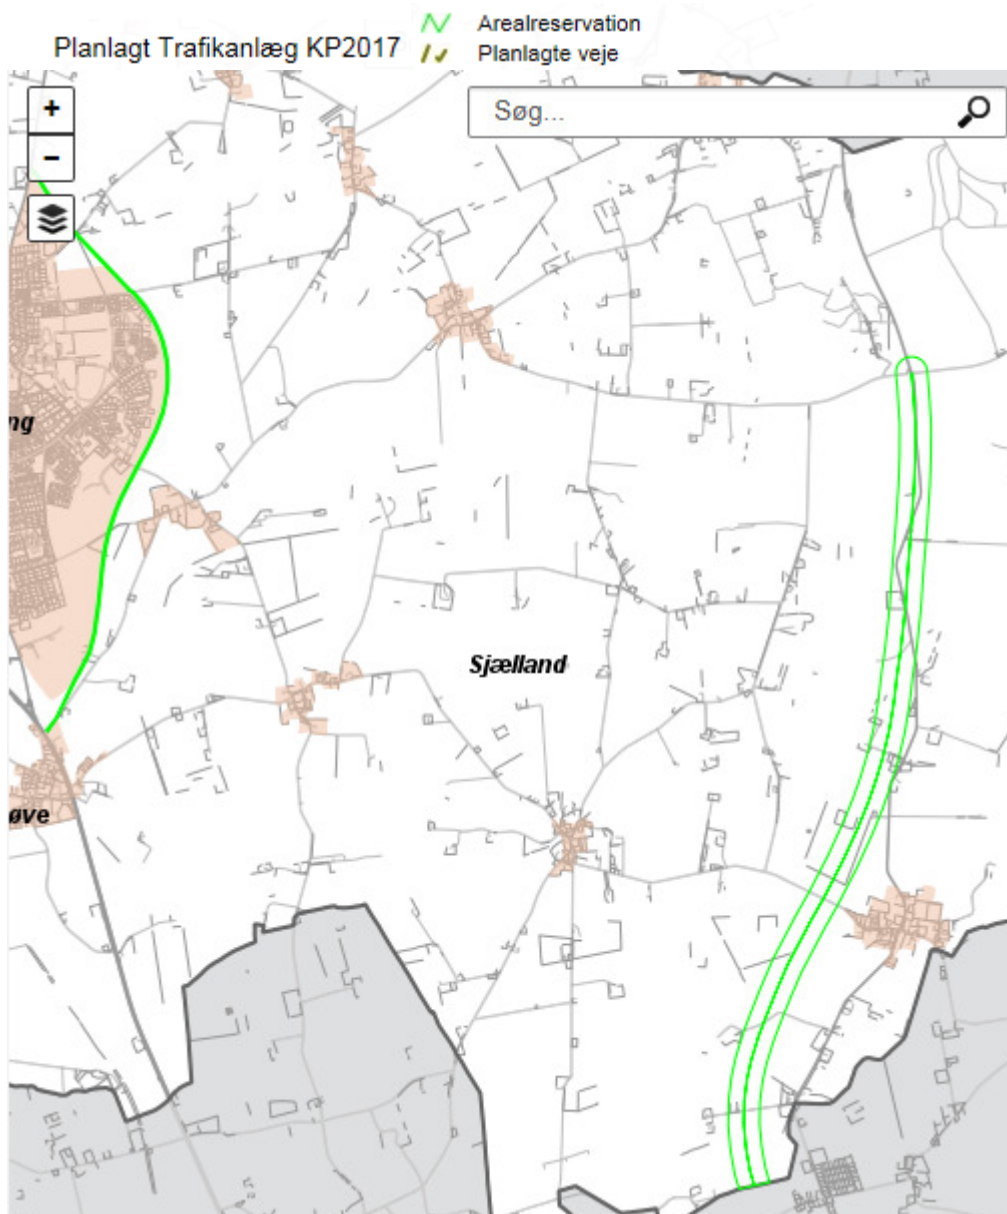 Arealreservation
Planlagt Trafikanlæg KP2017
Planlagte veje
+
Søg...
-
ng
Sjælland
øve